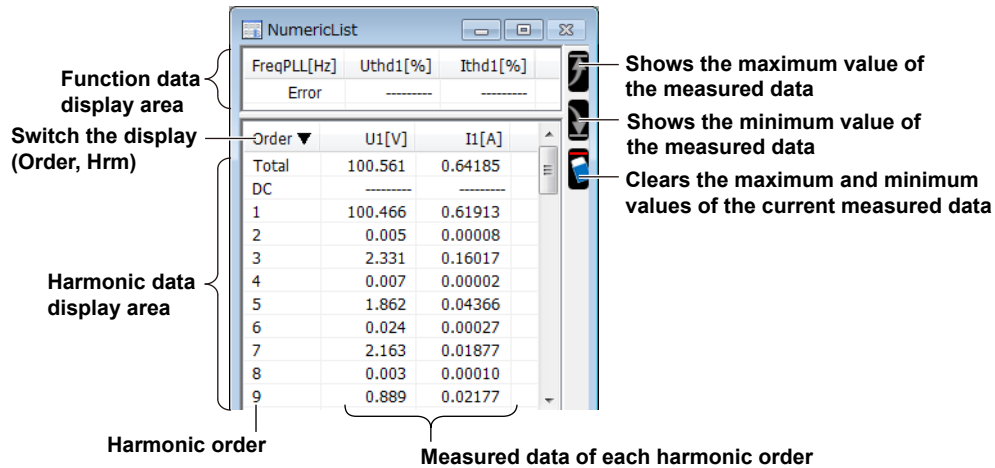 NumericList
FreqPLL[Hz] Uthd1[%] Ithd1[%]
Error --------- ---------
Order ▼ U1[V] I1[A]
Total 100.561 0.64185
DC --------- ---------
1 100.466 0.61913
2 0.005 0.00008
3 2.331 0.16017
4 0.007 0.00002
5 1.862 0.04366
6 0.024 0.00027
7 2.163 0.01877
8 0.003 0.00010
9 0.889 0.02177
Function data
display area
Switch the display
(Order, Hrm)
Harmonic data
display area
Harmonic order
Measured data of each harmonic order
Shows the maximum value of
the measured data
Shows the minimum value of
the measured data
Clears the maximum and minimum
values of the current measured data